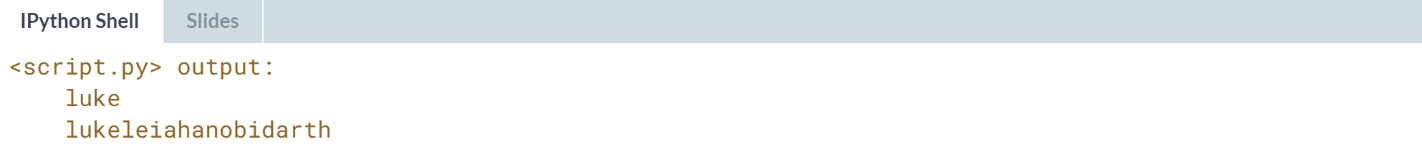 IPython Shell Slides
<script.py> output:
luke
lukeleiahanobidarth